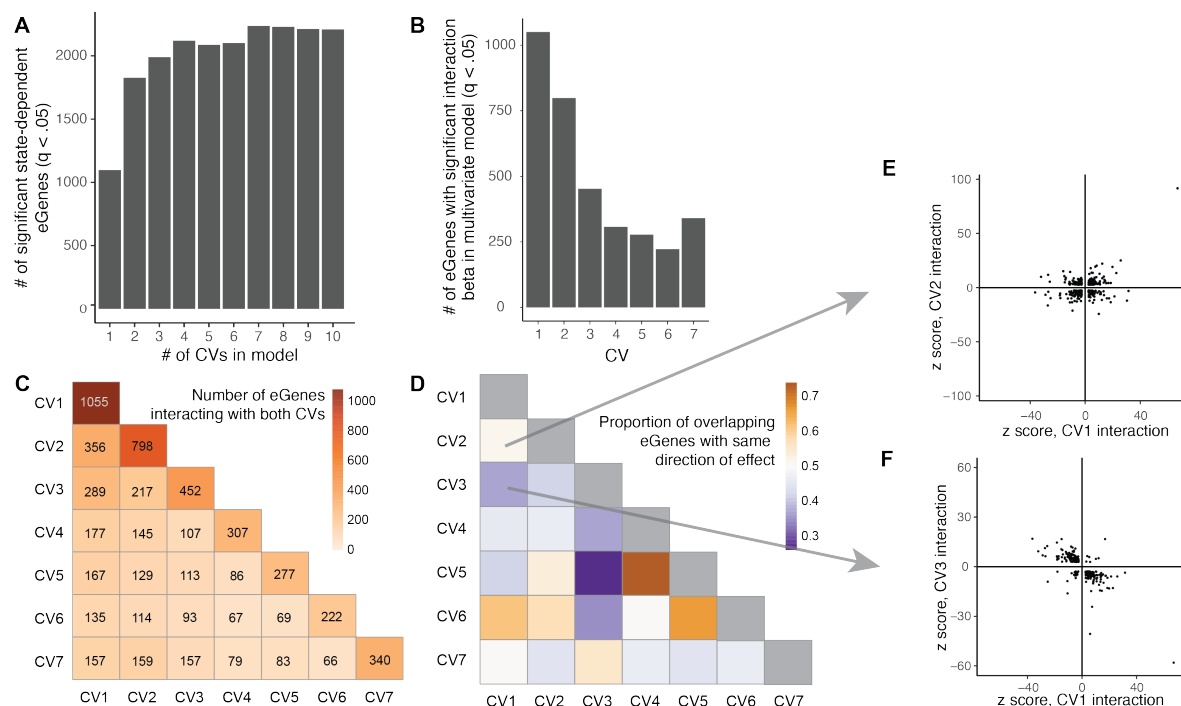 A
# of significant state-dependent
eGenes (q < .05)
2000
1500
1000
500
0
1 2 3 4 5 6 7 8 9 10
# of CVs in model
B
# of eGenes with significant interaction
beta in multivariate model (q < .05)
1000
750
500
250
0
1 2 3 4 5 6 7
CV
C
Number of eGenes
interacting with both CVs
1000
800
600
400
200
0
CV1 1055
CV2 356 798
CV3 289 217 452
CV4 177 145 107 307
CV5 167 129 113 86 277
CV6 135 114 93 67 69 222
CV7 157 159 157 79 83 66 340
CV1 CV2 CV3 CV4 CV5 CV6 CV7
D
Proportion of overlapping
eGenes with same
direction of effect
0.7
0.6
0.5
0.4
0.3
CV1
CV2
CV3
CV4
CV5
CV6
CV7
CV1 CV2 CV3 CV4 CV5 CV6 CV7
E
z score, CV2 interaction
100
50
0
−50
−100
−40 0 40
z score, CV1 interaction
F
z score, CV3 interaction
60
30
0
−30
−60
−40 0 40
z score, CV1 interaction